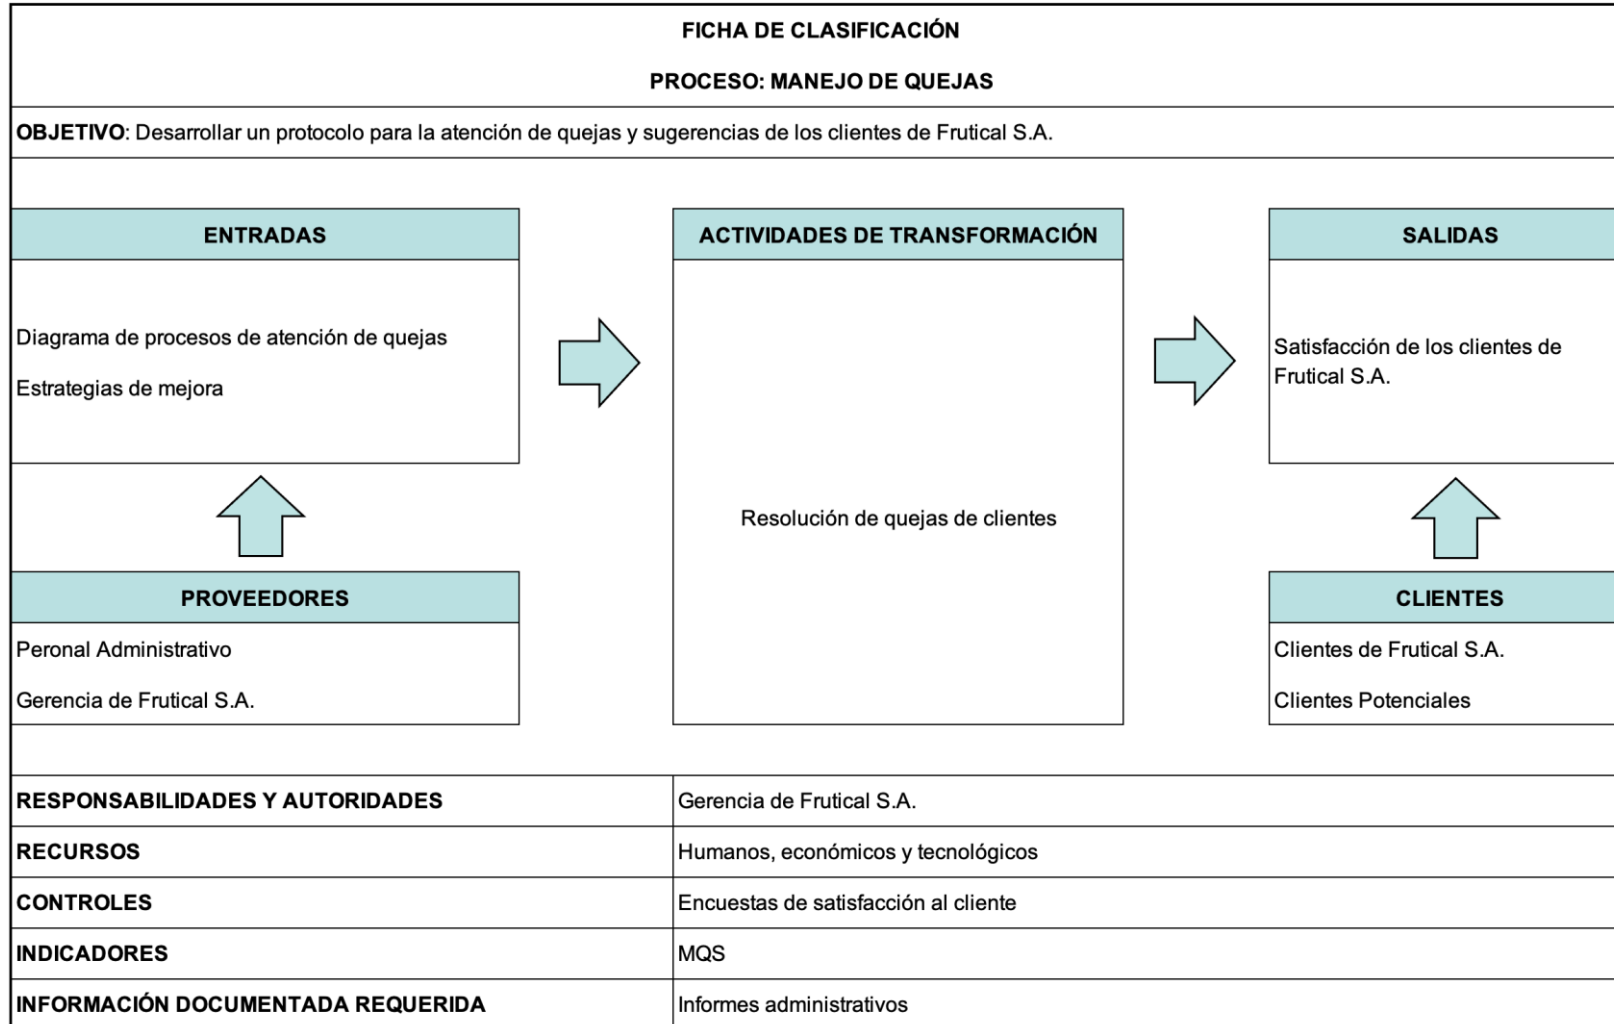 FICHA DE CLASIFICACIÓN
PROCESO: MANEJO DE QUEJAS
OBJETIVO: Desarrollar un protocolo para la atención de quejas y sugerencias de los clientes de Frutical S.A.
ENTRADAS
Diagrama de procesos de atención de quejas
Estrategias de mejora
ACTIVIDADES DE TRANSFORMACIÓN
Resolución de quejas de clientes
SALIDAS
Satisfacción de los clientes de
Frutical S.A.
PROVEEDORES
Peronal Administrativo
Gerencia de Frutical S.A.
CLIENTES
Clientes de Frutical S.A.
Clientes Potenciales
RESPONSABILIDADES Y AUTORIDADES Gerencia de Frutical S.A.
RECURSOS Humanos, económicos y tecnológicos
CONTROLES Encuestas de satisfacción al cliente
INDICADORES MQS
INFORMACIÓN DOCUMENTADA REQUERIDA Informes administrativos